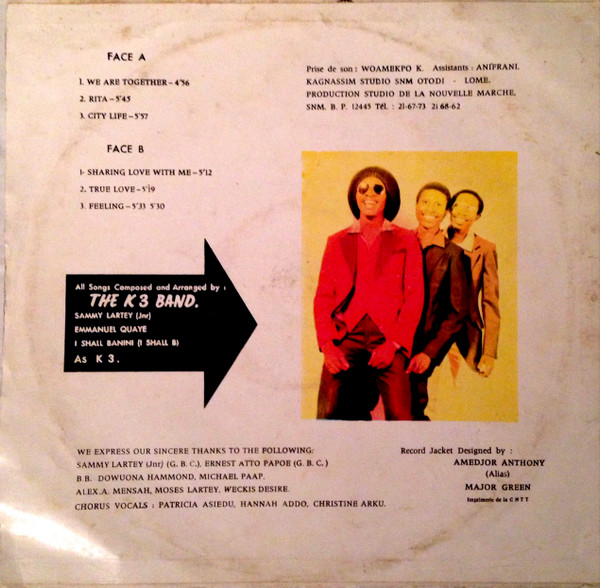 FACE A
1. WE ARE TOGETHER – 4'56
2. RITA – 5'45
3. CITY LIFE – 5'57
FACE B
1- SHARING LOVE WITH ME – 5'12
2. TRUE LOVE – 5'19
3. FEELING – 5'33 5'30
Prise de son : WOAMEKPO K. Assistants : ANIFRANI.
KAGNASSIM STUDIO SNM OTODI - LOME.
PRODUCTION STUDIO DE LA NOUVELLE MARCHE.
SNM. B. P. 12445 Tél. : 21-67-73 21 68-62
All Songs Composed and Arranged by :
THE K 3 BAND.
SAMMY LARTEY (Jnr)
EMMANUEL QUAYE
I SHALL BANINI (I SHALL B)
As K 3.
WE EXPRESS OUR SINCERE THANKS TO THE FOLLOWING:
SAMMY LARTEY (Jnr) (G. B. C.), ERNEST ATTO PAPOE (G. B. C.)
B.B. DOWUONA HAMMOND, MICHAEL PAAP.
ALEX.A. MENSAH, MOSES LARTEY. WECKIS DESIRE.
CHORUS VOCALS : PATRICIA ASIEDU, HANNAH ADDO, CHRISTINE ARKU.
Record Jacket Designed by :
AMEDJOR ANTHONY
(Alias)
MAJOR GREEN
Imprimerie de la C N T T